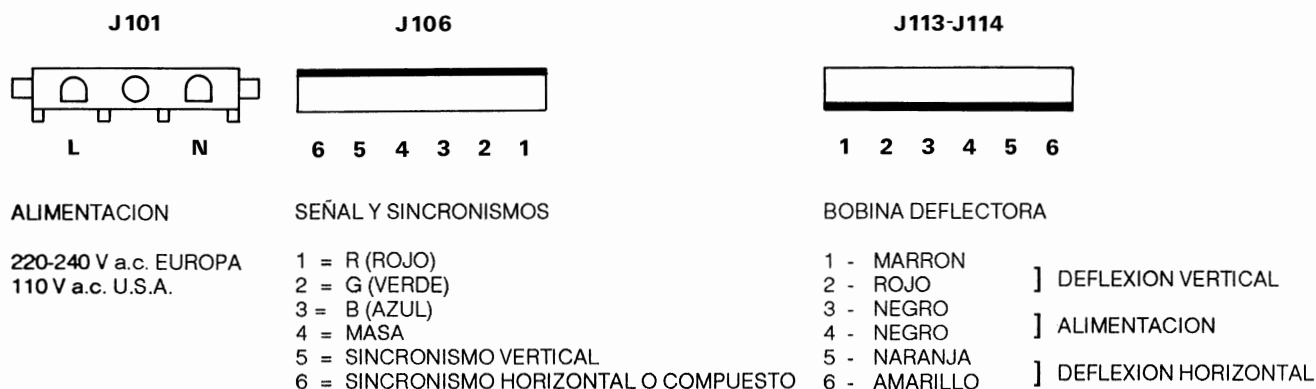 J101
L N
ALIMENTACION
220-240 V a.c. EUROPA
110 V a.c. U.S.A.
J106
6 5 4 3 2 1
SEÑAL Y SINCRONISMOS
1 = R (ROJO)
2 = G (VERDE)
3 = B (AZUL)
4 = MASA
5 = SINCRONISMO VERTICAL
6 = SINCRONISMO HORIZONTAL O COMPUESTO
J113-J114
1 2 3 4 5 6
BOBINA DEFLECTORA
1 - MARRON
2 - ROJO
] DEFLEXION VERTICAL
3 - NEGRO
4 - NEGRO
] ALIMENTACION
5 - NARANJA
6 - AMARILLO
] DEFLEXION HORIZONTAL